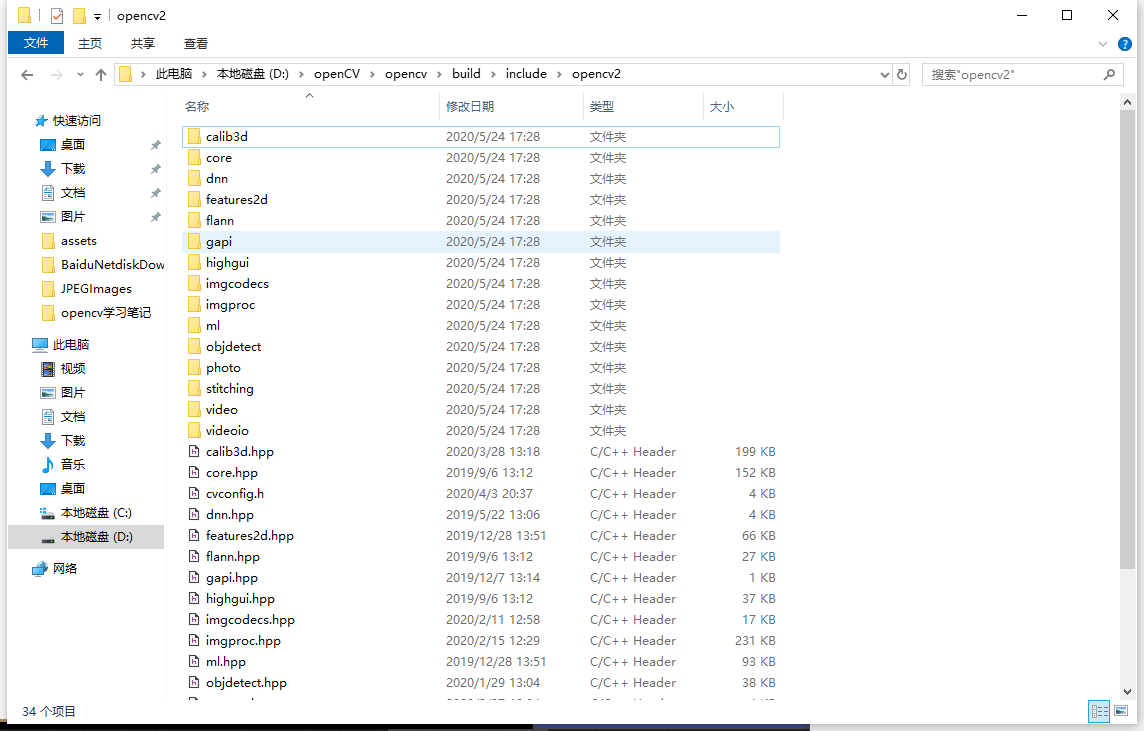 opencv2
文件 主页 共享 查看
此电脑 本地磁盘 (D:) openCV opencv build include opencv2 搜索"opencv2"
快速访问
桌面
下载
文档
图片
assets
BaiduNetdiskDow
JPEGImages
opencv学习笔记
此电脑
视频
图片
文档
下载
音乐
桌面
本地磁盘 (C:)
本地磁盘 (D:)
网络
名称 修改日期 类型 大小
calib3d 2020/5/24 17:28 文件夹
core 2020/5/24 17:28 文件夹
dnn 2020/5/24 17:28 文件夹
features2d 2020/5/24 17:28 文件夹
flann 2020/5/24 17:28 文件夹
gapi 2020/5/24 17:28 文件夹
highgui 2020/5/24 17:28 文件夹
imgcodecs 2020/5/24 17:28 文件夹
imgproc 2020/5/24 17:28 文件夹
ml 2020/5/24 17:28 文件夹
objdetect 2020/5/24 17:28 文件夹
photo 2020/5/24 17:28 文件夹
stitching 2020/5/24 17:28 文件夹
video 2020/5/24 17:28 文件夹
videoio 2020/5/24 17:28 文件夹
calib3d.hpp 2020/3/28 13:18 C/C++ Header 199 KB
core.hpp 2019/9/6 13:12 C/C++ Header 152 KB
cvconfig.h 2020/4/3 20:37 C/C++ Header 4 KB
dnn.hpp 2019/5/22 13:06 C/C++ Header 4 KB
features2d.hpp 2019/12/28 13:51 C/C++ Header 66 KB
flann.hpp 2019/9/6 13:12 C/C++ Header 27 KB
gapi.hpp 2019/12/7 13:14 C/C++ Header 1 KB
highgui.hpp 2019/9/6 13:12 C/C++ Header 37 KB
imgcodecs.hpp 2020/2/11 12:58 C/C++ Header 17 KB
imgproc.hpp 2020/2/15 12:29 C/C++ Header 231 KB
ml.hpp 2019/12/28 13:51 C/C++ Header 93 KB
objdetect.hpp 2020/1/29 13:04 C/C++ Header 38 KB
34 个项目